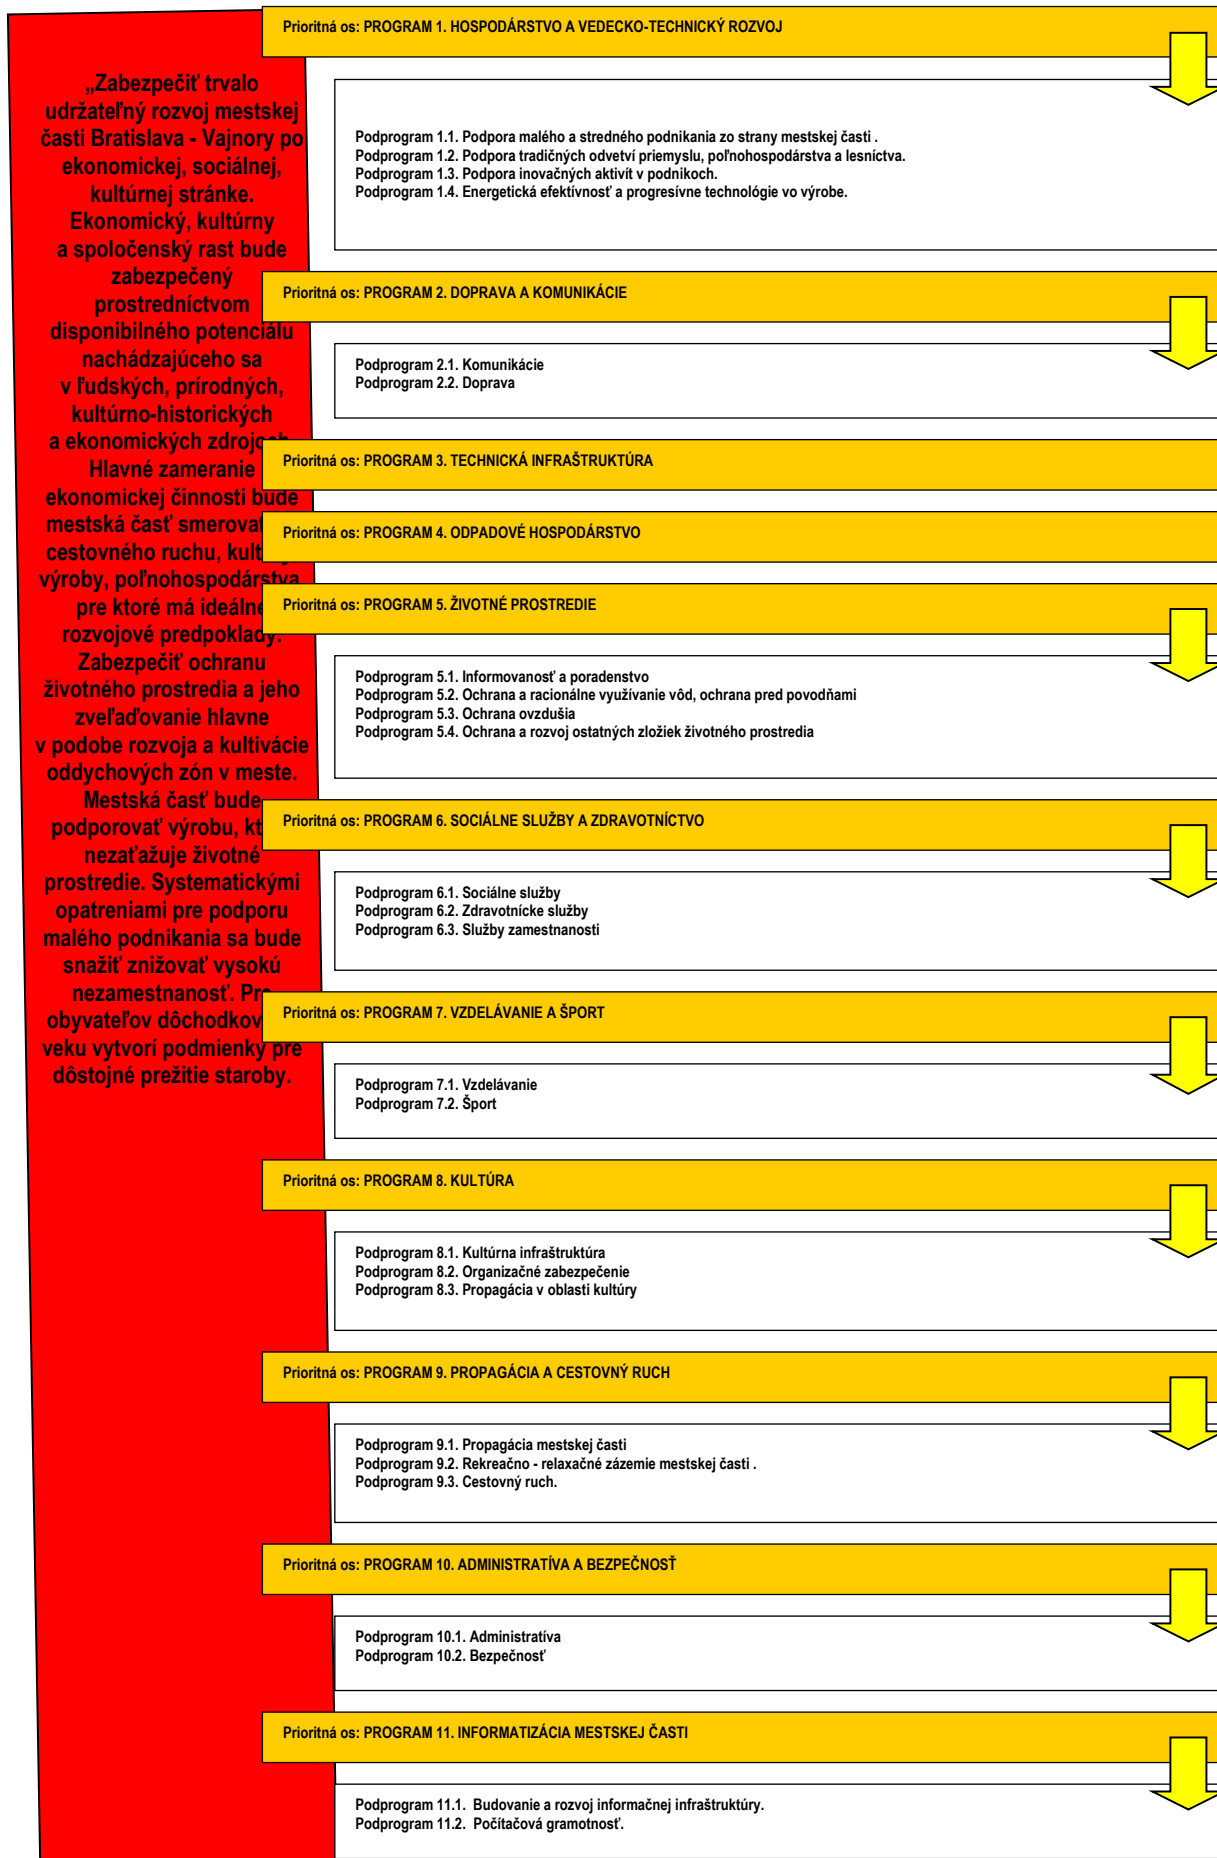 „Zabezpečiť trvalo
udržateľný rozvoj mestskej
časti Bratislava - Vajnory po
ekonomickej, sociálnej,
kultúrnej stránke.
Ekonomický, kultúrny
a spoločenský rast bude
zabezpečený
prostredníctvom
disponibilného potenciálu
nachádzajúceho sa
v ľudských, prírodných,
kultúrno-historických
a ekonomických
Hlavné zameranie
ekonomickej činnosti bude
mestská časť
cestovného ruchu,
výroby, poľnohospodárstva
pre ktoré má ideálne
rozvojové predpoklady.
Zabezpečiť ochranu
životného prostredia a jeho
zveľaďovanie hlavne
v podobe rozvoja a kultivácie
oddychových zón v meste.
Mestská časť bude
podporovať výrobu,
nezaťažuje životné
prostredie. Systematickými
opatreniami pre podporu
malého podnikania sa bude
snažiť znižovať vysokú
nezamestnanosť. Pre
obyvateľov
veku vytvorí podmienky pre
dôstojné prežitie staroby.
Prioritná os: PROGRAM 1. HOSPODÁRSTVO A VEDECKO-TECHNICKÝ ROZVOJ
Podprogram 1.1. Podpora malého a stredného podnikania zo strany mestskej časti .
Podprogram 1.2. Podpora tradičných odvetví priemyslu, poľnohospodárstva a lesníctva.
Podprogram 1.3. Podpora inovačných aktivít v podnikoch.
Podprogram 1.4. Energetická efektívnosť a progresívne technológie vo výrobe.
Prioritná os: PROGRAM 2. DOPRAVA A KOMUNIKÁCIE
Podprogram 2.1. Komunikácie
Podprogram 2.2. Doprava
Prioritná os: PROGRAM 3. TECHNICKÁ INFRAŠTRUKTÚRA
Prioritná os: PROGRAM 4. ODPADOVÉ HOSPODÁRSTVO
Prioritná os: PROGRAM 5. ŽIVOTNÉ PROSTREDIE
Podprogram 5.1. Informovanosť a poradenstvo
Podprogram 5.2. Ochrana a racionálne využívanie vôd, ochrana pred povodňami
Podprogram 5.3. Ochrana ovzdušia
Podprogram 5.4. Ochrana a rozvoj ostatných zložiek životného prostredia
Prioritná os: PROGRAM 6. SOCIÁLNE SLUŽBY A ZDRAVOTNÍCTVO
Podprogram 6.1. Sociálne služby
Podprogram 6.2. Zdravotnícke služby
Podprogram 6.3. Služby zamestnanosti
Prioritná os: PROGRAM 7. VZDELÁVANIE A ŠPORT
Podprogram 7.1. Vzdelávanie
Podprogram 7.2. Šport
Prioritná os: PROGRAM 8. KULTÚRA
Podprogram 8.1. Kultúrna infraštruktúra
Podprogram 8.2. Organizačné zabezpečenie
Podprogram 8.3. Propagácia v oblasti kultúry
Prioritná os: PROGRAM 9. PROPAGÁCIA A CESTOVNÝ RUCH
Podprogram 9.1. Propagácia mestskej časti
Podprogram 9.2. Rekreačno - relaxačné zázemie mestskej časti .
Podprogram 9.3. Cestovný ruch.
Prioritná os: PROGRAM 10. ADMINISTRATÍVA A BEZPEČNOSŤ
Podprogram 10.1. Administratíva
Podprogram 10.2. Bezpečnosť
Prioritná os: PROGRAM 11. INFORMATIZÁCIA MESTSKEJ ČASTI
Podprogram 11.1. Budovanie a rozvoj informačnej infraštruktúry.
Podprogram 11.2. Počítačová gramotnosť.